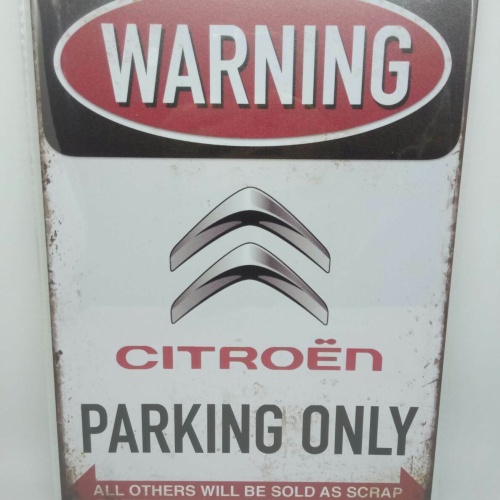 WARNING
CITROËN
PARKING ONLY
ALL OTHERS WILL BE SOLD AS SCRAP